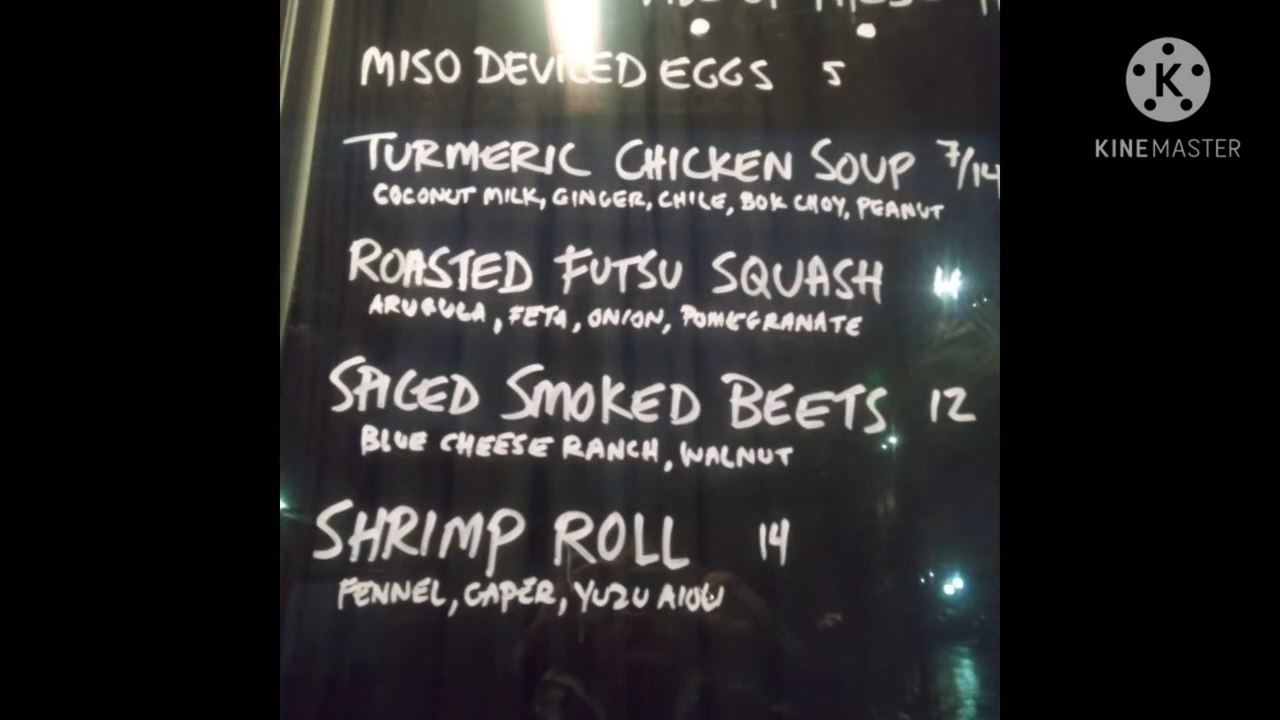 MISO DEVILED EGGS 5
TURMERIC CHICKEN SOUP 7/14
COCONUT MILK, GINGER, CHILE, BOK CHOY, PEANUT
ROASTED FUTSU SQUASH
ARUGULA, FETA, ONION, POMEGRANATE
SPICED SMOKED BEETS 12
BLUE CHEESE RANCH, WALNUT
SHRIMP ROLL 14
FENNEL, CAPER, YUZU AIOLI
K
KINEMASTER